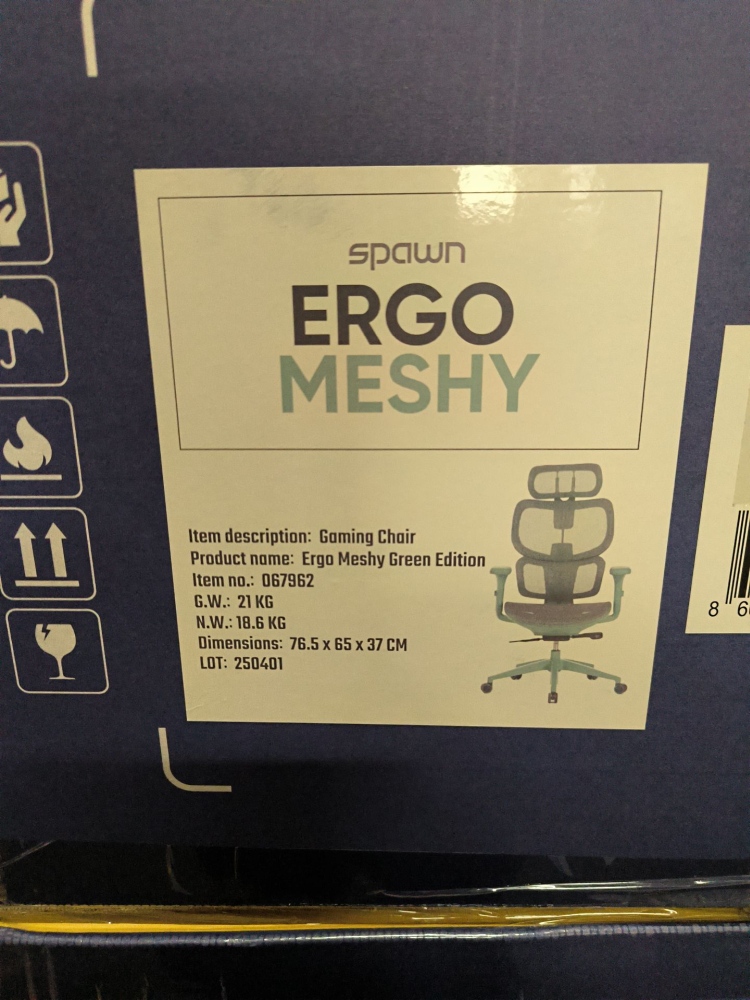 spawn
ERGO
MESHY
Item description: Gaming Chair
Product name: Ergo Meshy Green Edition
Item no.: 067962
G.W.: 21 KG
N.W.: 18.6 KG
Dimensions: 76.5 x 65 x 37 CM
LOT: 250401
8